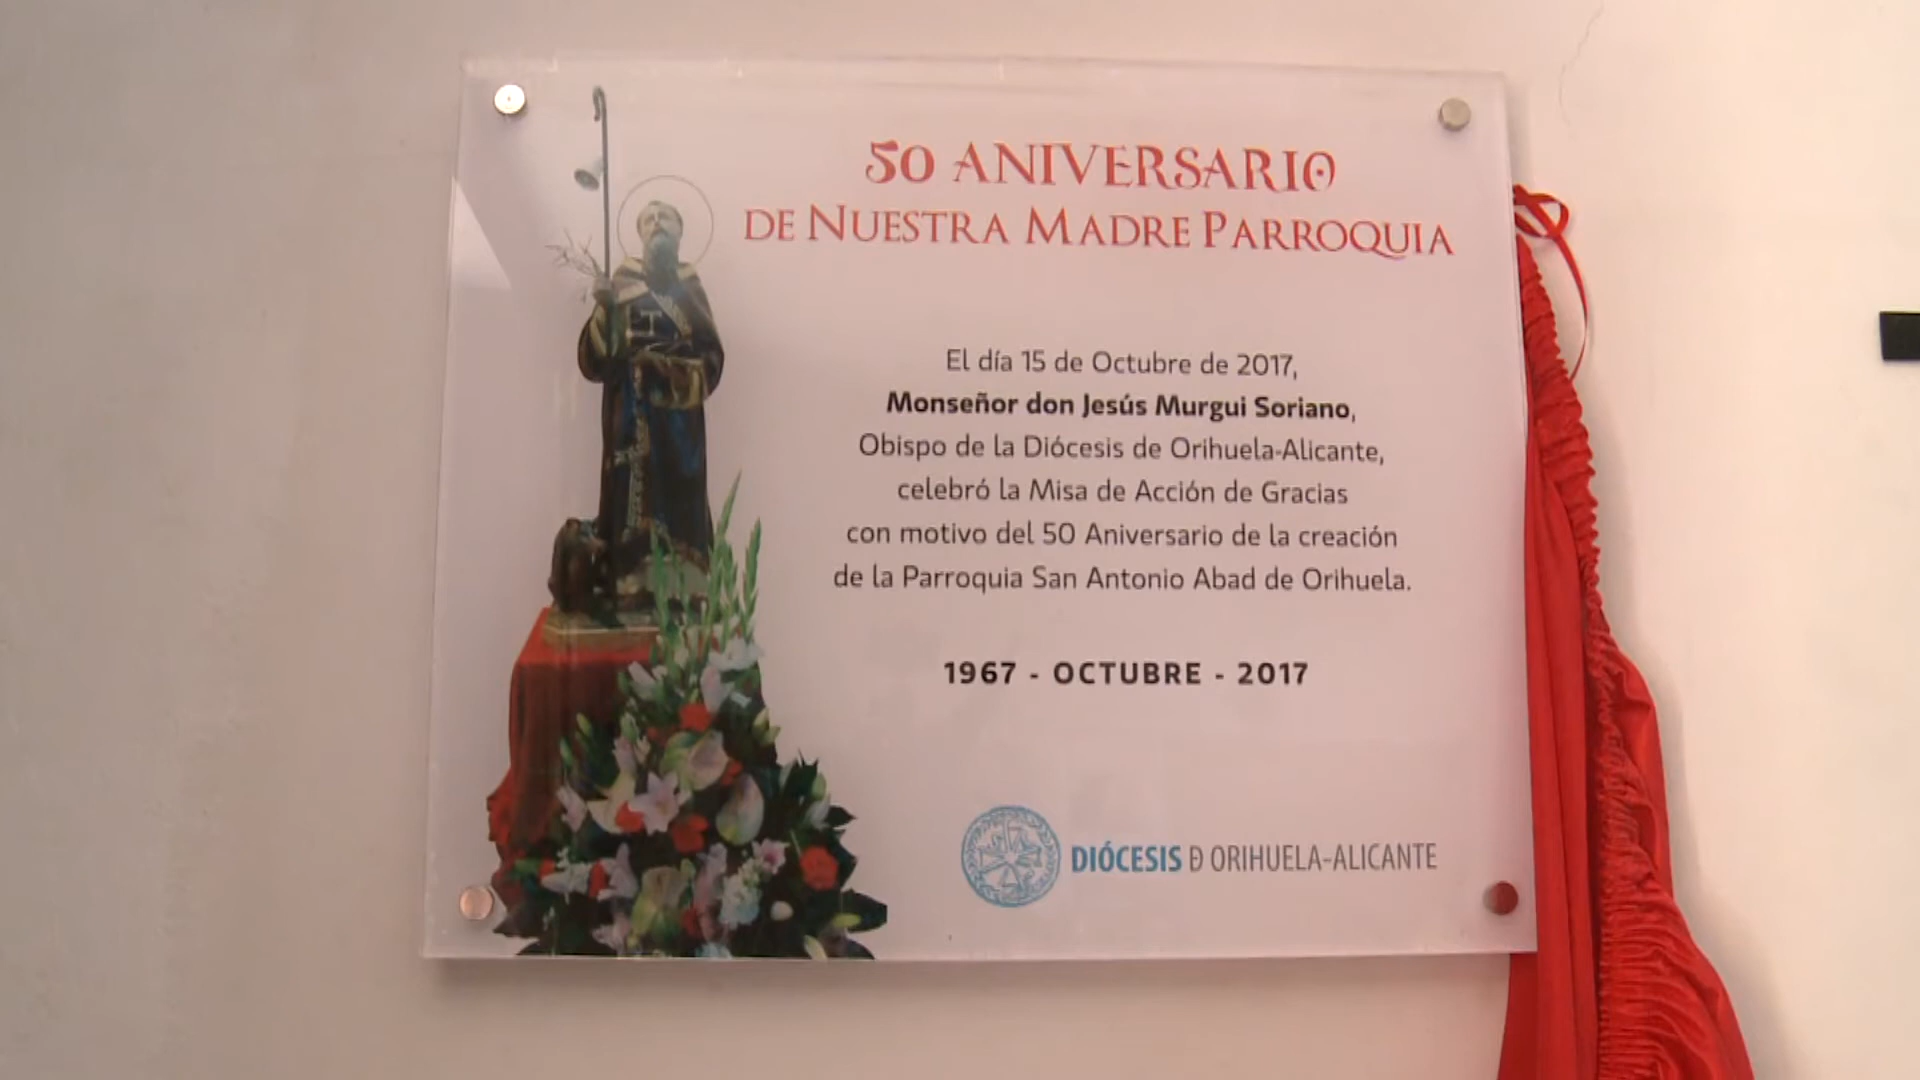 50 ANIVERSARIO
DE NUESTRA MADRE PARROQUIA
El día 15 de Octubre de 2017,
Monseñor don Jesús Murgui Soriano,
Obispo de la Diócesis de Orihuela-Alicante,
celebró la Misa de Acción de Gracias
con motivo del 50 Aniversario de la creación
de la Parroquia San Antonio Abad de Orihuela.
1967 - OCTUBRE - 2017
DIÓCESIS D ORIHUELA-ALICANTE